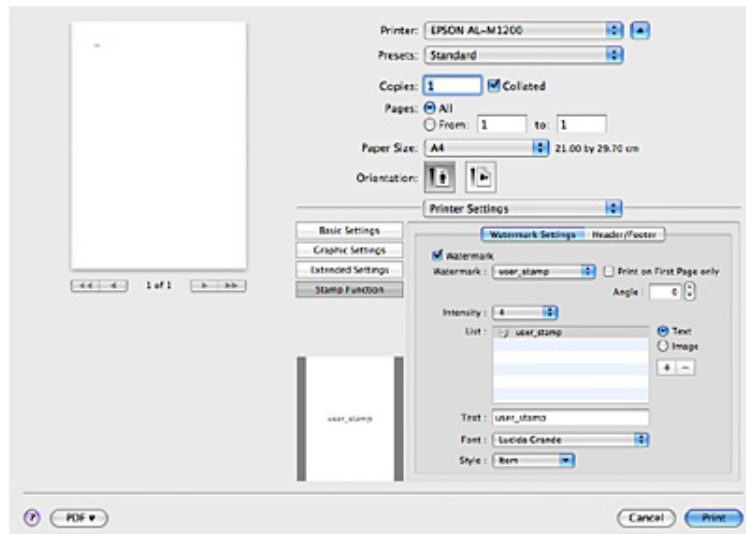 Printer: EPSON AL-M1200
Presets: Standard
Copies: 1 Collated
Pages: All
From: 1 to: 1
Paper Size: A4 21.00 by 29.70 cm
Orientation:
Printer Settings
1 of 1
Basic Settings
Graphic Settings
Extended Settings
Stamp Function
Watermark Settings Header/Footer
Watermark
Watermark : user_stamp Print on First Page only
Angle : 0
Intensity : 4
List : user_stamp Text
Image
+ -
Text : user_stamp
Font : Lucida Grande
Style :
user_stamp
? PDF Cancel Print